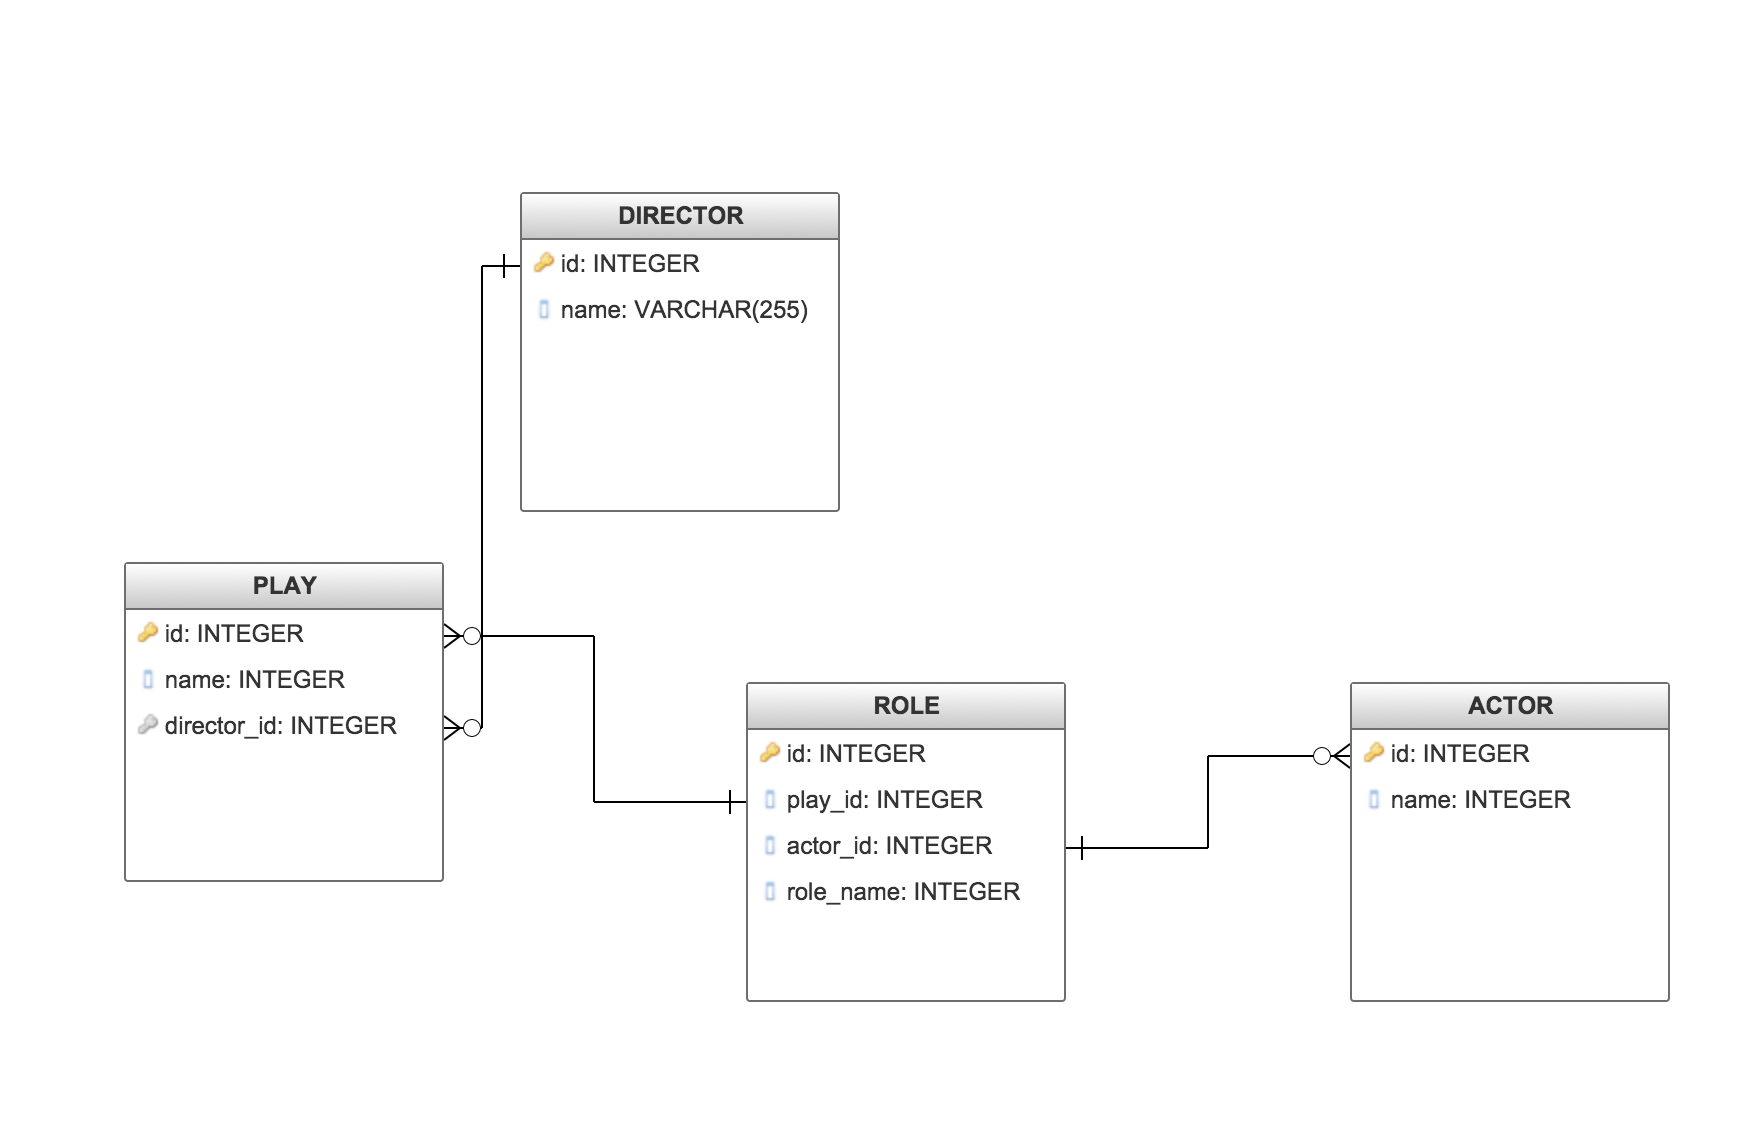 DIRECTOR
id: INTEGER
name: VARCHAR(255)
PLAY
id: INTEGER
name: INTEGER
director_id: INTEGER
ROLE
id: INTEGER
play_id: INTEGER
actor_id: INTEGER
role_name: INTEGER
ACTOR
id: INTEGER
name: INTEGER